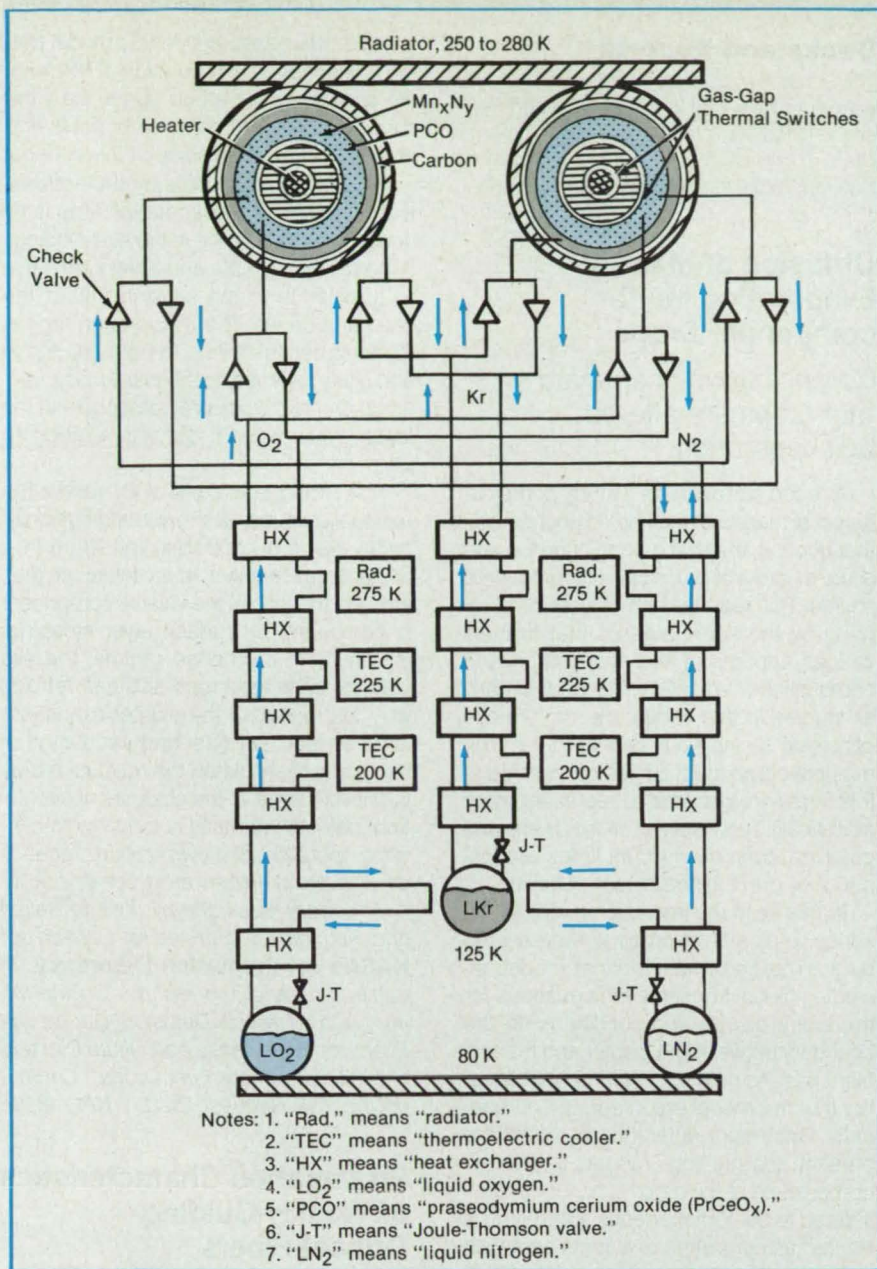 Radiator, 250 to 280 K
MnxNy
PCO
Carbon
Heater
Gas-Gap
Thermal Switches
Check
Valve
Kr
O2
N2
HX
HX
HX
Rad.
275 K
Rad.
275 K
HX
HX
HX
TEC
225 K
TEC
225 K
HX
HX
HX
TEC
200 K
TEC
200 K
HX
HX
HX
J-T
LKr
125 K
HX
HX
J-T
J-T
LO2
80 K
LN2
Notes: 1. "Rad." means "radiator."
2. "TEC" means "thermoelectric cooler."
3. "HX" means "heat exchanger."
4. "LO2" means "liquid oxygen."
5. "PCO" means "praseodymium cerium oxide (PrCeOx)."
6. "J-T" means "Joule-Thomson valve."
7. "LN2" means "liquid nitrogen."